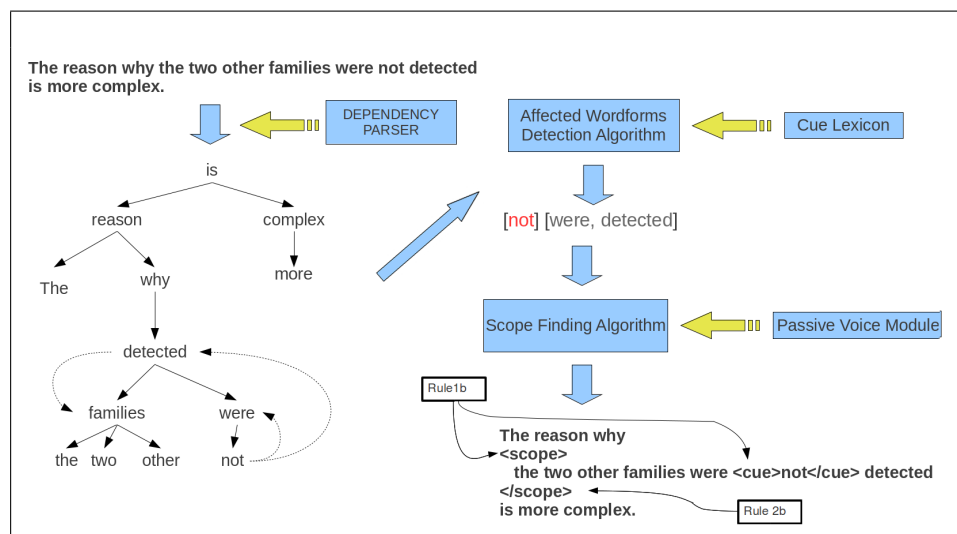 The reason why the two other families were not detected
is more complex.
DEPENDENCY
PARSER
is
reason
complex
The
why
more
detected
families
were
the
two
other
not
Affected Wordforms
Detection Algorithm
Cue Lexicon
[not] [were, detected]
Scope Finding Algorithm
Passive Voice Module
Rule1b
The reason why
<scope>
the two other families were <cue>not</cue> detected
</scope>
is more complex.
Rule 2b